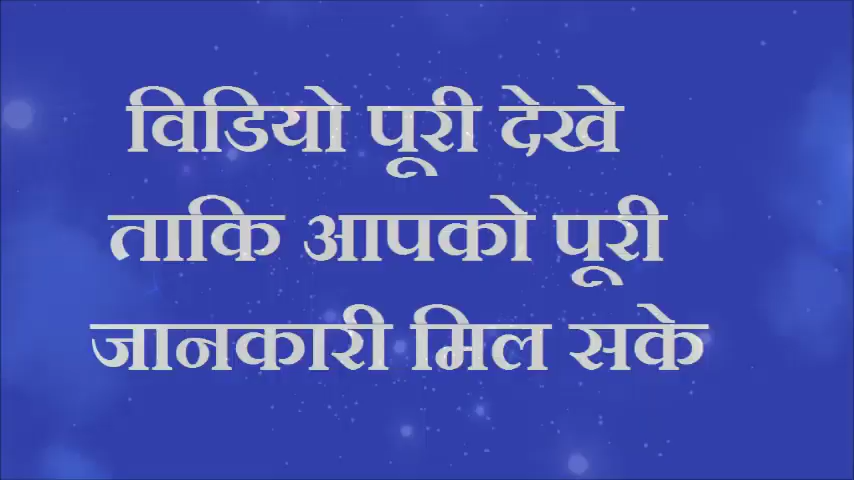 विडियो पूरी देखे
ताकि आपको पूरी
जानकारी मिल सके